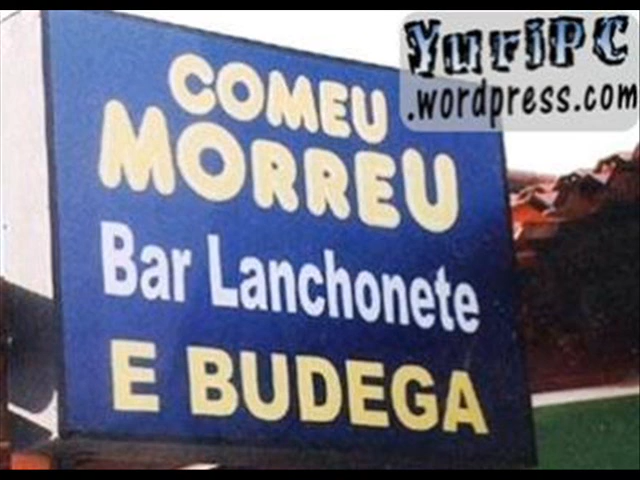 YuriPC
.wordpress.com
COMEU
MORREU
Bar Lanchonete
E BUDEGA